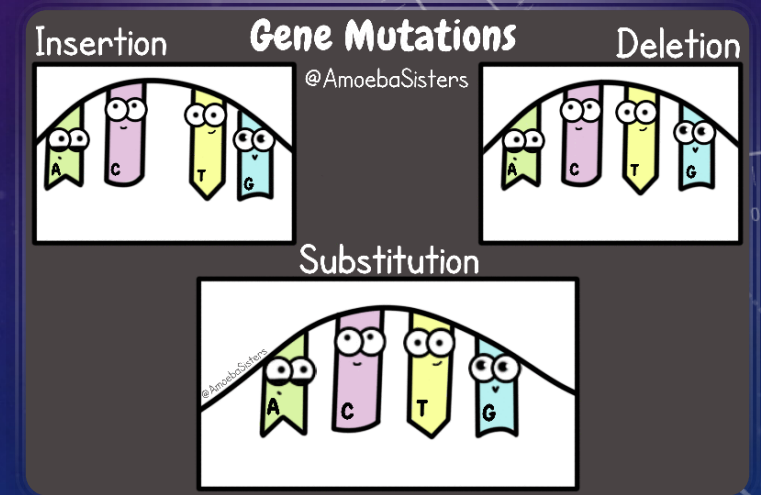 Gene Mutations
@AmoebaSisters
Insertion
A C T G
Deletion
A C T G
Substitution
@AmoebaSisters
A C T G